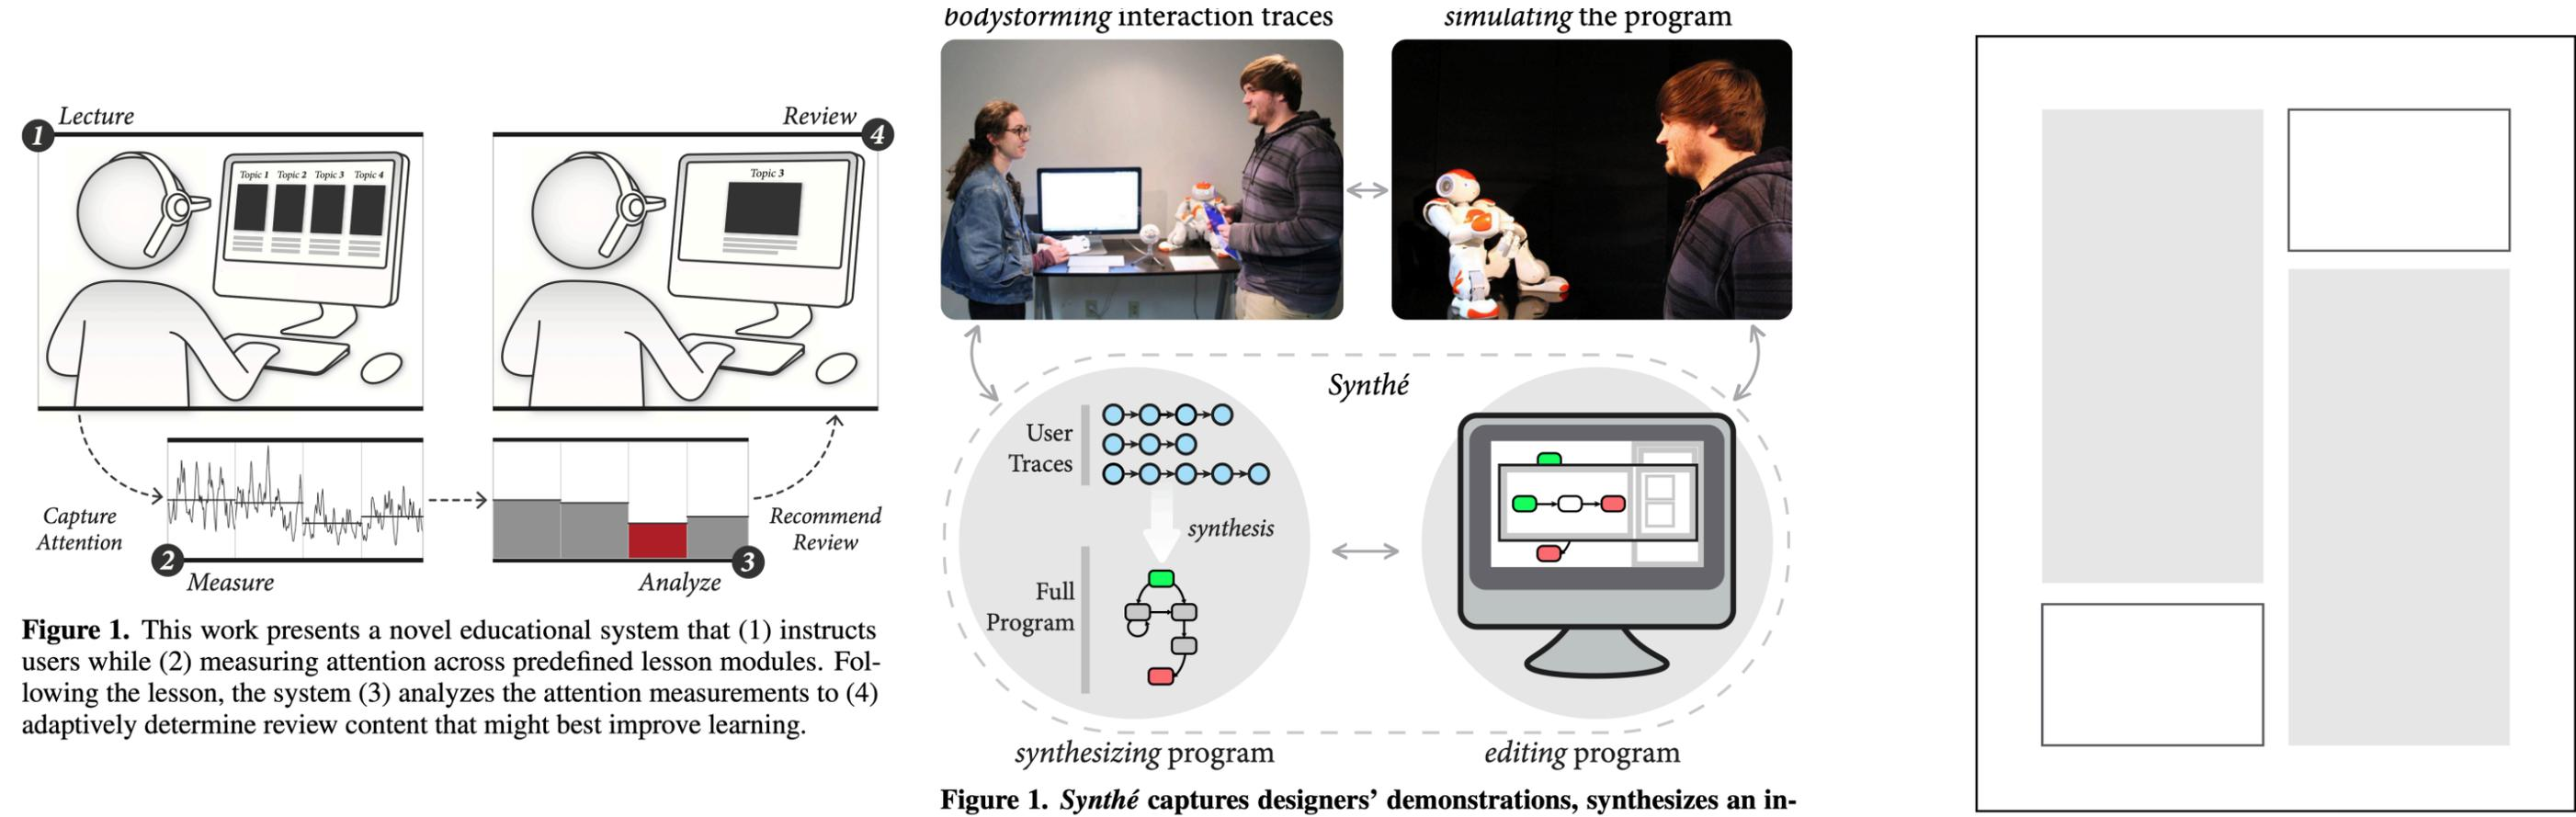 Lecture
1
Topic 1 Topic 2 Topic 3 Topic 4
Review
4
Topic 3
Capture
Attention
2
Measure
Analyze
3
Recommend
Review
Figure 1. This work presents a novel educational system that (1) instructs
users while (2) measuring attention across predefined lesson modules. Fol-
lowing the lesson, the system (3) analyzes the attention measurements to (4)
adaptively determine review content that might best improve learning.
bodystorming interaction traces
simulating the program
Synthé
User
Traces
synthesis
Full
Program
synthesizing program
editing program
Figure 1. Synthé captures designers’ demonstrations, synthesizes an in-